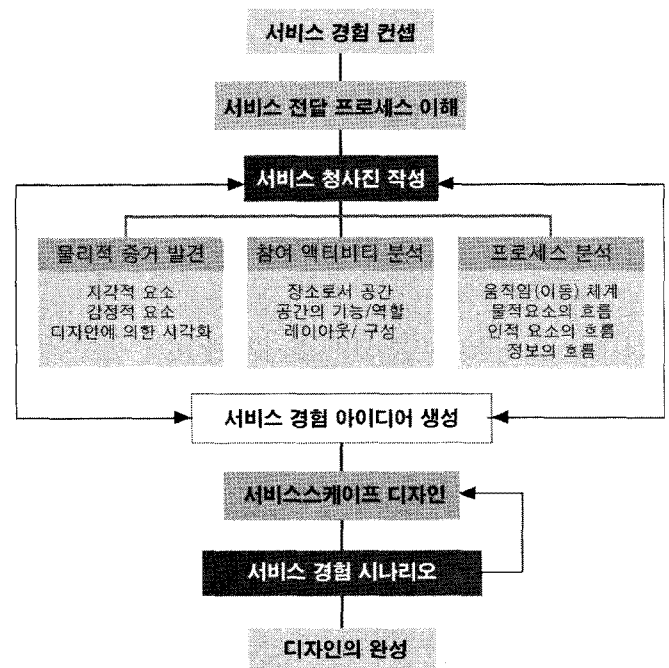 서비스 경험 컨셉
서비스 전달 프로세스 이해
서비스 청사진 작성
물리적 증거 발견
지각적 요소
감정적 요소
디자인에 의한 시각화
참여 액티비티 분석
장소로서 공간
공간의 기능/역할
레이아웃/ 구성
프로세스 분석
움직임(이동) 체계
물적요소의 흐름
인적 요소의 흐름
정보의 흐름
서비스 경험 아이디어 생성
서비스스케이프 디자인
서비스 경험 시나리오
디자인의 완성